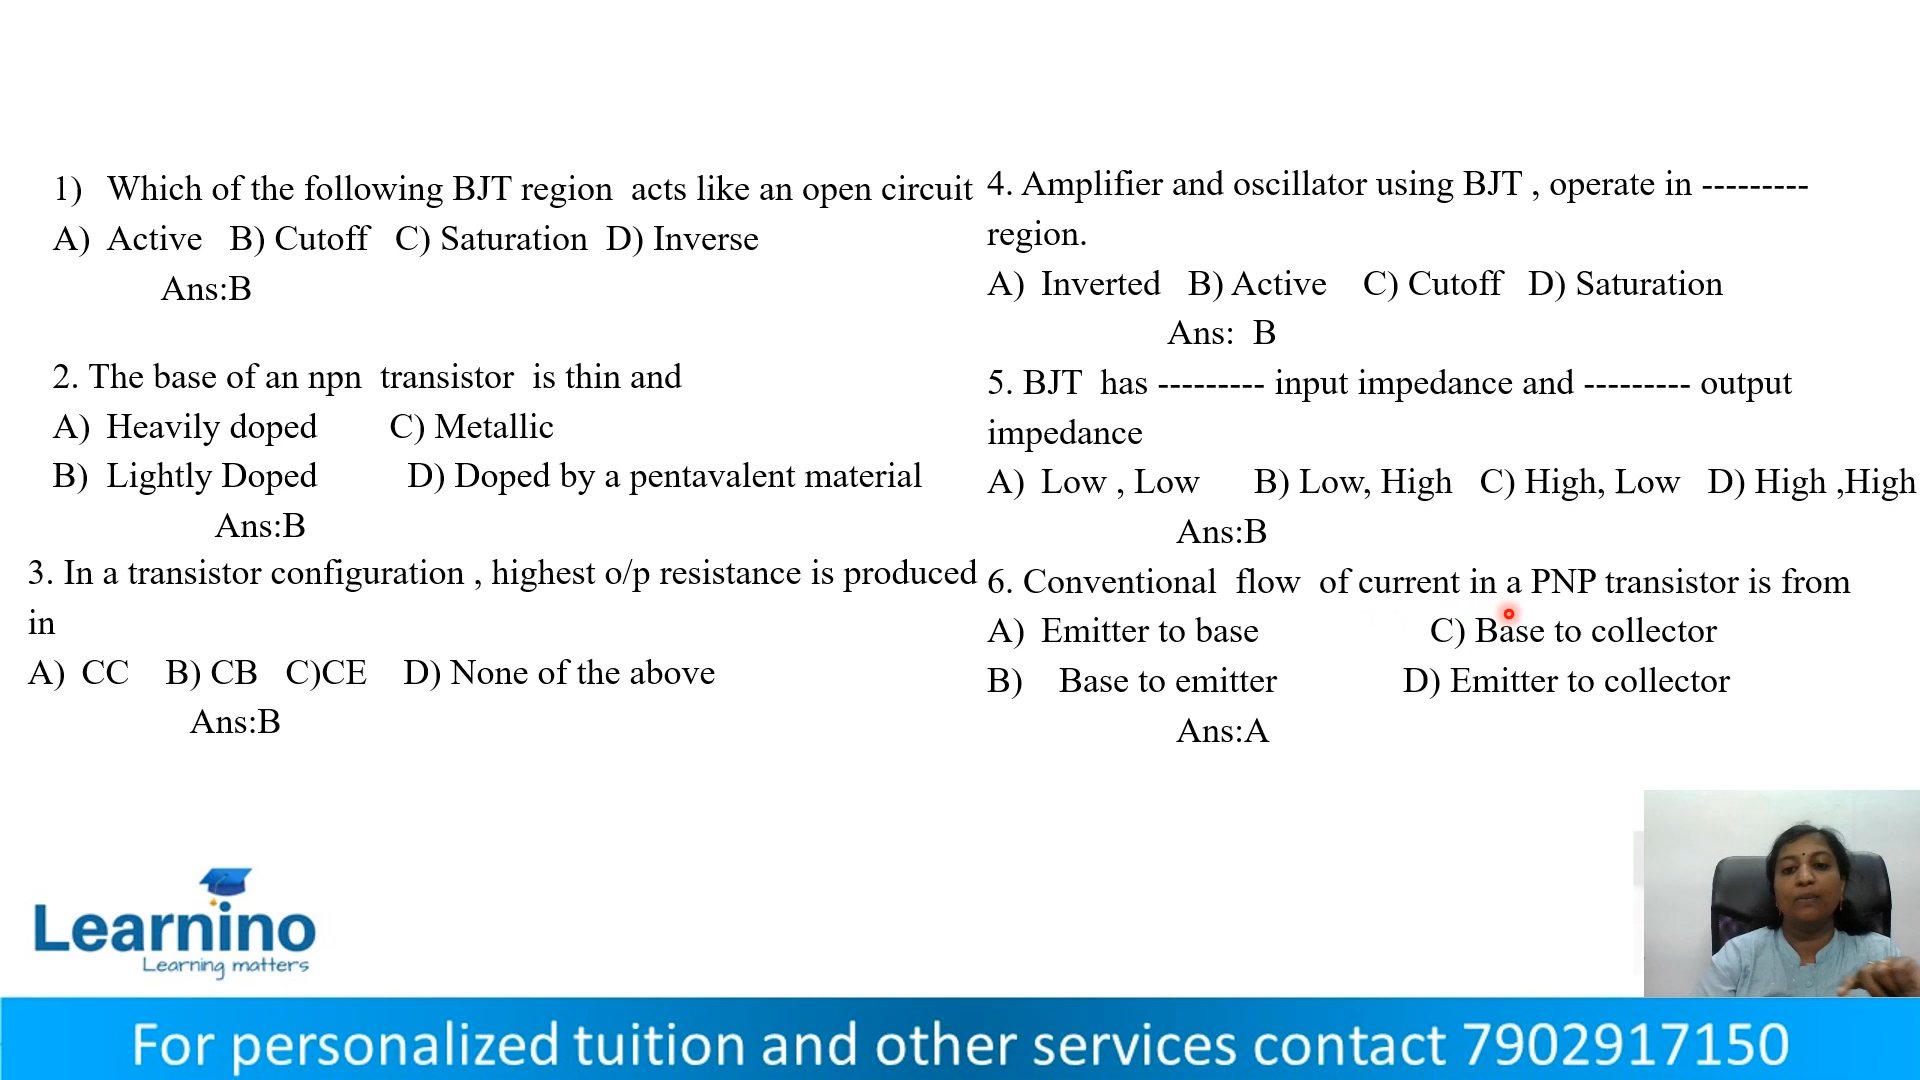 1) Which of the following BJT region acts like an open circuit
A) Active B) Cutoff C) Saturation D) Inverse
Ans:B
2. The base of an npn transistor is thin and
A) Heavily doped C) Metallic
B) Lightly Doped D) Doped by a pentavalent material
Ans:B
3. In a transistor configuration , highest o/p resistance is produced
in
A) CC B) CB C)CE D) None of the above
Ans:B
4. Amplifier and oscillator using BJT , operate in ---------
region.
A) Inverted B) Active C) Cutoff D) Saturation
Ans: B
5. BJT has --------- input impedance and --------- output
impedance
A) Low , Low B) Low, High C) High, Low D) High ,High
Ans:B
6. Conventional flow of current in a PNP transistor is from
A) Emitter to base C) Base to collector
B) Base to emitter D) Emitter to collector
Ans:A
Learnino
Learning matters
For personalized tuition and other services contact 7902917150